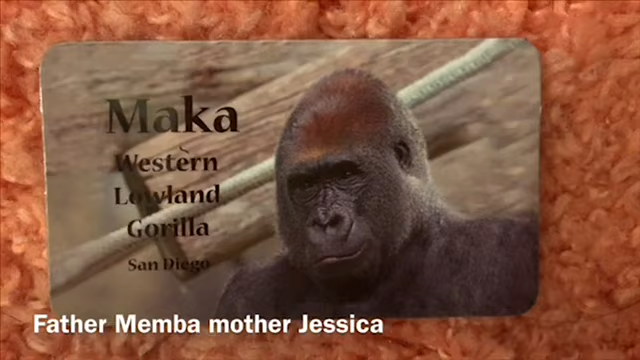 Maka
Western
Lowland
Gorilla
San Diego
Father Memba mother Jessica